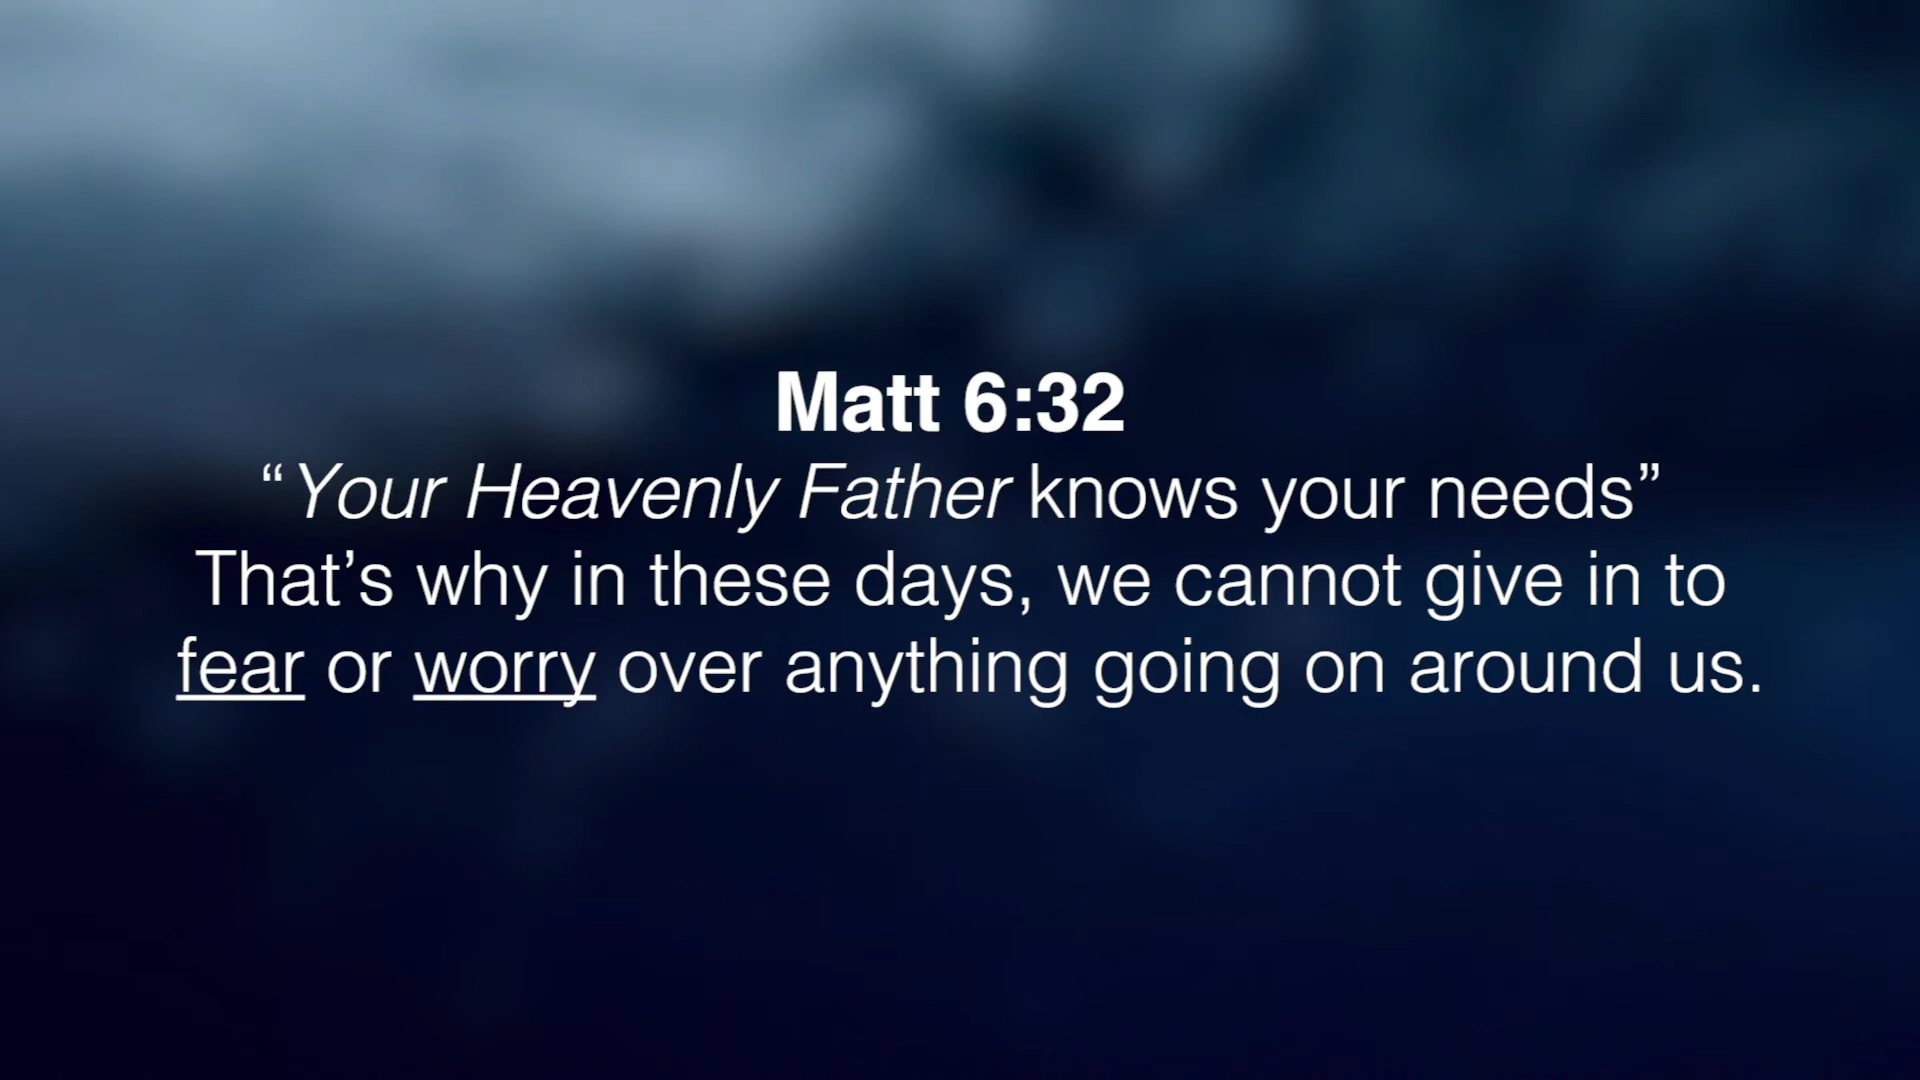 Matt 6:32
“Your Heavenly Father knows your needs”
That’s why in these days, we cannot give in to
fear or worry over anything going on around us.